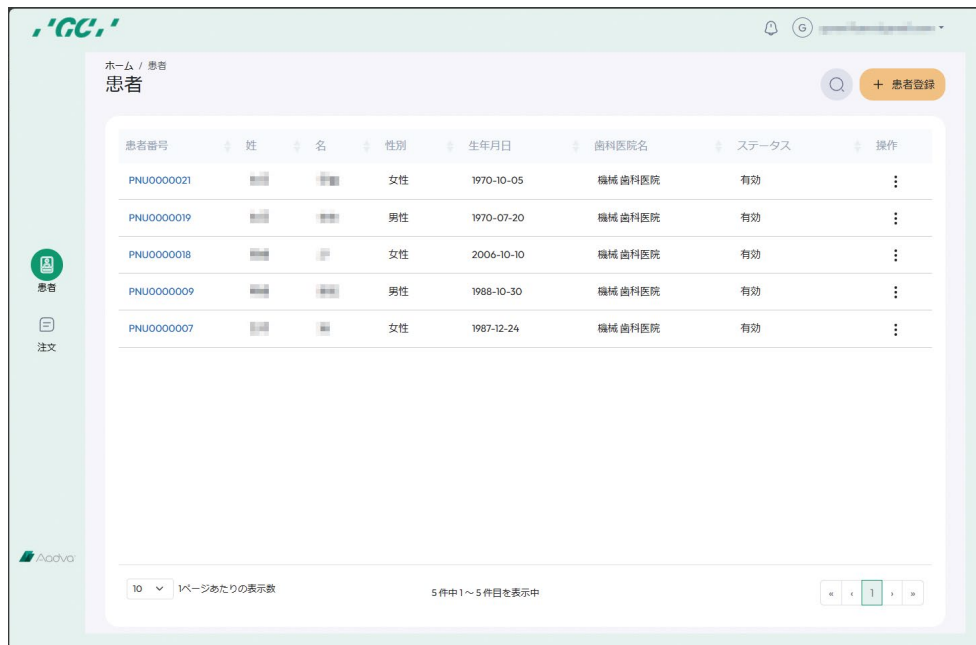 'GC,'
G
ホーム / 患者
患者
+ 患者登録
患者番号 姓 名 性別 生年月日 歯科医院名 ステータス 操作
PNU0000021 女性 1970-10-05 機械 歯科医院 有効
PNU0000019 男性 1970-07-20 機械 歯科医院 有効
PNU0000018 女性 2006-10-10 機械 歯科医院 有効
PNU0000009 男性 1988-10-30 機械 歯科医院 有効
PNU0000007 女性 1987-12-24 機械 歯科医院 有効
患者
注文
Aadva
10 1ページあたりの表示数
5 件中 1 ~ 5 件目を表示中
« ‹ 1 › »